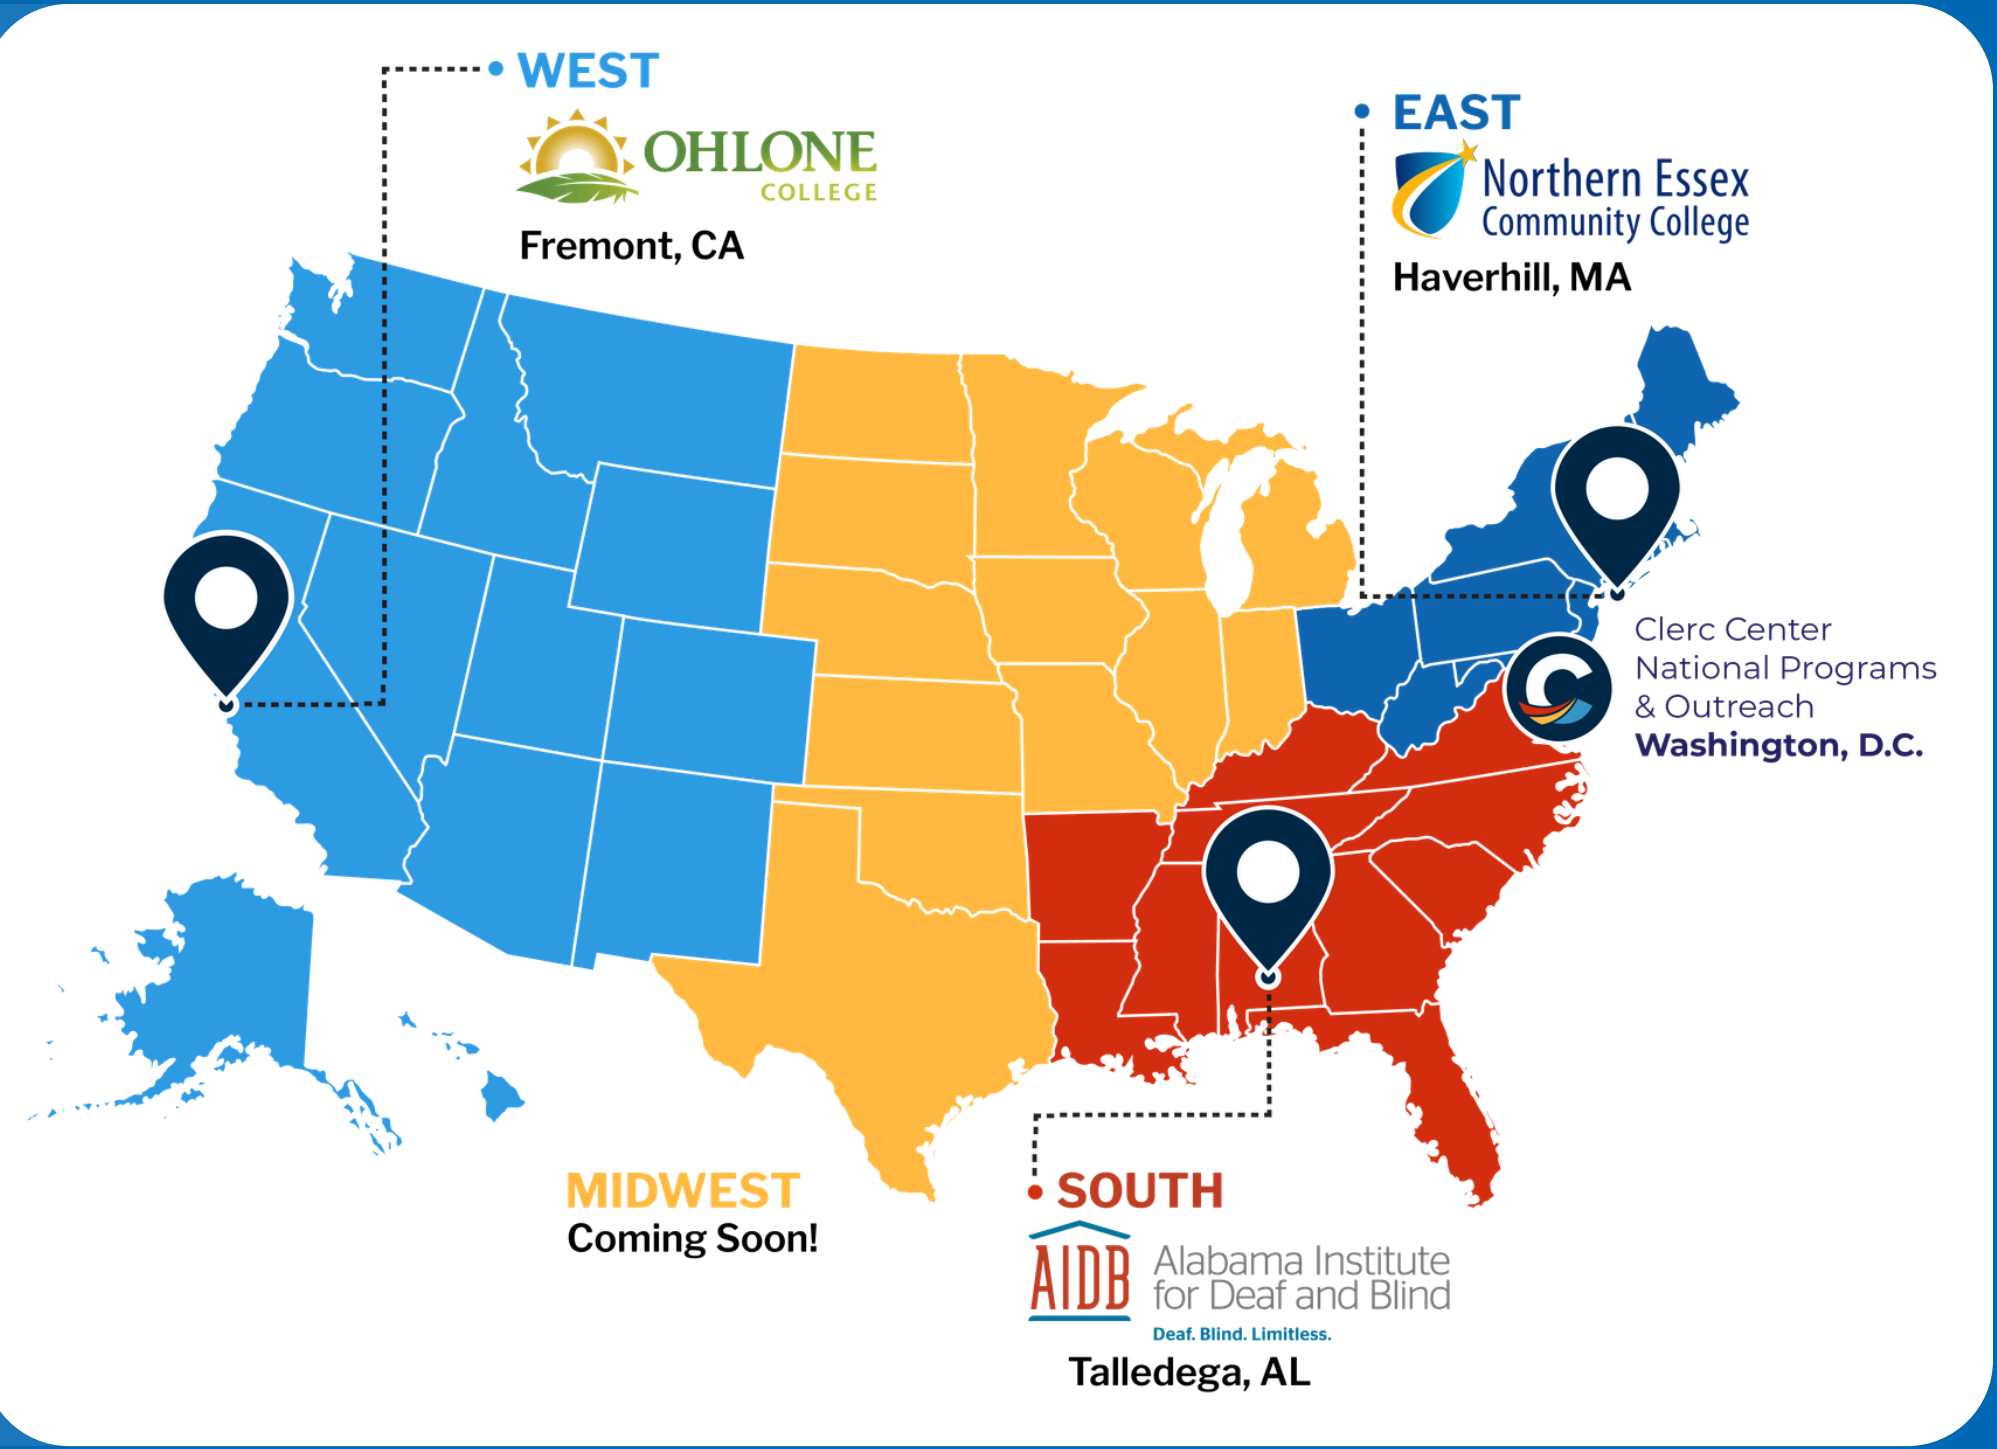 WEST
OHLONE
COLLEGE
Fremont, CA
EAST
Northern Essex
Community College
Haverhill, MA
Clerc Center
National Programs
& Outreach
Washington, D.C.
MIDWEST
Coming Soon!
SOUTH
AIDB
Alabama Institute
for Deaf and Blind
Deaf. Blind. Limitless.
Talledega, AL